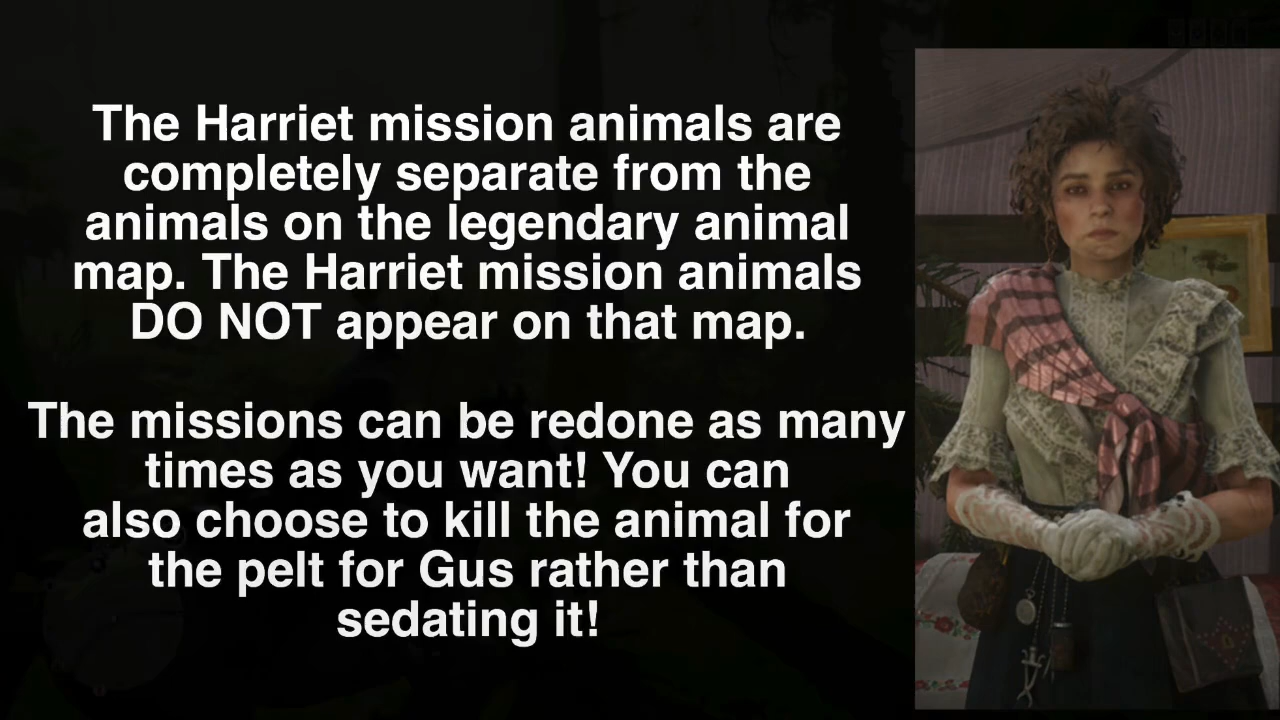 The Harriet mission animals are
completely separate from the
animals on the legendary animal
map. The Harriet mission animals
DO NOT appear on that map.
The missions can be redone as many
times as you want! You can
also choose to kill the animal for
the pelt for Gus rather than
sedating it!